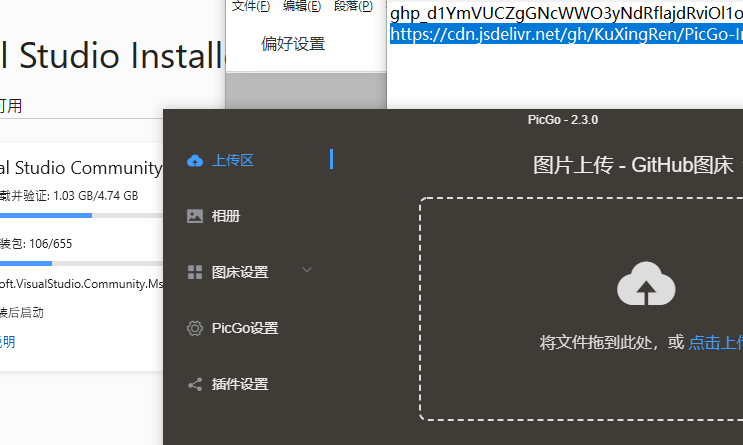 文件(F) 编辑(E) 段落(P)
偏好设置
https://cdn.jsdelivr.net/gh/KuXingRen/PicGo-
l Studio Installe
可用
al Studio Community
载并验证: 1.03 GB/4.74 GB
装包: 106/655
oft.VisualStudio.Community.Ms
装后启动
说明
PicGo - 2.3.0
上传区
相册
图床设置
PicGo设置
插件设置
图片上传 - GitHub图床
将文件拖到此处，或 点击上传